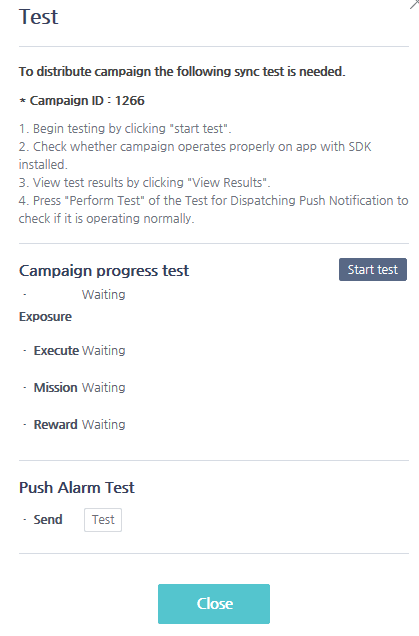 Test
To distribute campaign the following sync test is needed.
* Campaign ID : 1266
1. Begin testing by clicking "start test".
2. Check whether campaign operates properly on app with SDK
installed.
3. View test results by clicking "View Results".
4. Press "Perform Test" of the Test for Dispatching Push Notification to
check if it is operating normally.
Campaign progress test
Start test
· Waiting
Exposure
· Execute Waiting
· Mission Waiting
· Reward Waiting
Push Alarm Test
· Send Test
Close